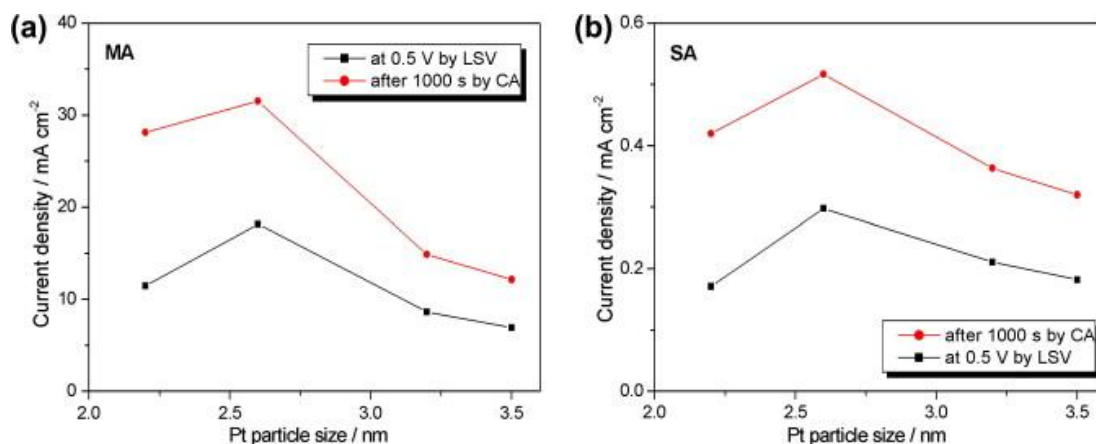 (a)
MA
at 0.5 V by LSV
after 1000 s by CA
40
30
20
10
0
Current density / mA cm⁻²
2.0 2.5 3.0 3.5
Pt particle size / nm
(b)
SA
0.6
0.4
0.2
0.0
Current density / mA cm⁻²
after 1000 s by CA
at 0.5 V by LSV
2.0 2.5 3.0 3.5
Pt particle size / nm